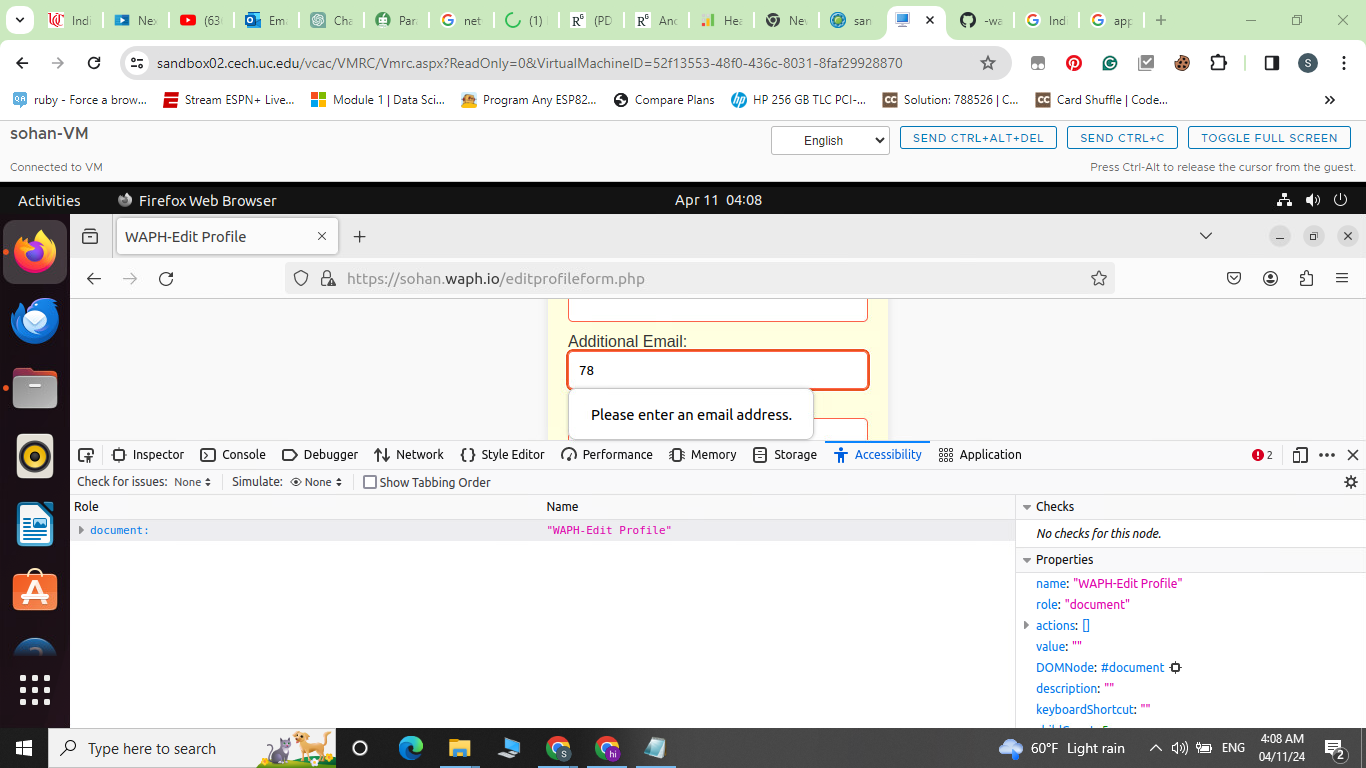 Indi
Nex
(63
Ema
Cha
Para
net
(1)
(PD
Anc
Hea
Nev
san
-wa
Ind
app
sandbox02.cech.uc.edu/vcac/VMRC/Vmrc.aspx?ReadOnly=0&VirtualMachineID=52f13553-48f0-436c-8031-8faf29928870
S
ruby - Force a brow...
Stream ESPN+ Live...
Module 1 | Data Sci...
Program Any ESP82...
Compare Plans
HP 256 GB TLC PCI-...
Solution: 788526 | C...
Card Shuffle | Code...
sohan-VM
English
SEND CTRL+ALT+DEL
SEND CTRL+C
TOGGLE FULL SCREEN
Connected to VM
Press Ctrl-Alt to release the cursor from the guest.
Activities
Firefox Web Browser
Apr 11 04:08
WAPH-Edit Profile
https://sohan.waph.io/editprofileform.php
Additional Email:
78
Please enter an email address.
Inspector
Console
Debugger
Network
Style Editor
Performance
Memory
Storage
Accessibility
Application
2
Check for issues: None
Simulate: None
Show Tabbing Order
Role
Name
Checks
document:
"WAPH-Edit Profile"
No checks for this node.
Properties
name: "WAPH-Edit Profile"
role: "document"
actions: []
value: ""
DOMNode: #document
description: ""
keyboardShortcut: ""
Type here to search
60°F Light rain
ENG
4:08 AM
04/11/24
2